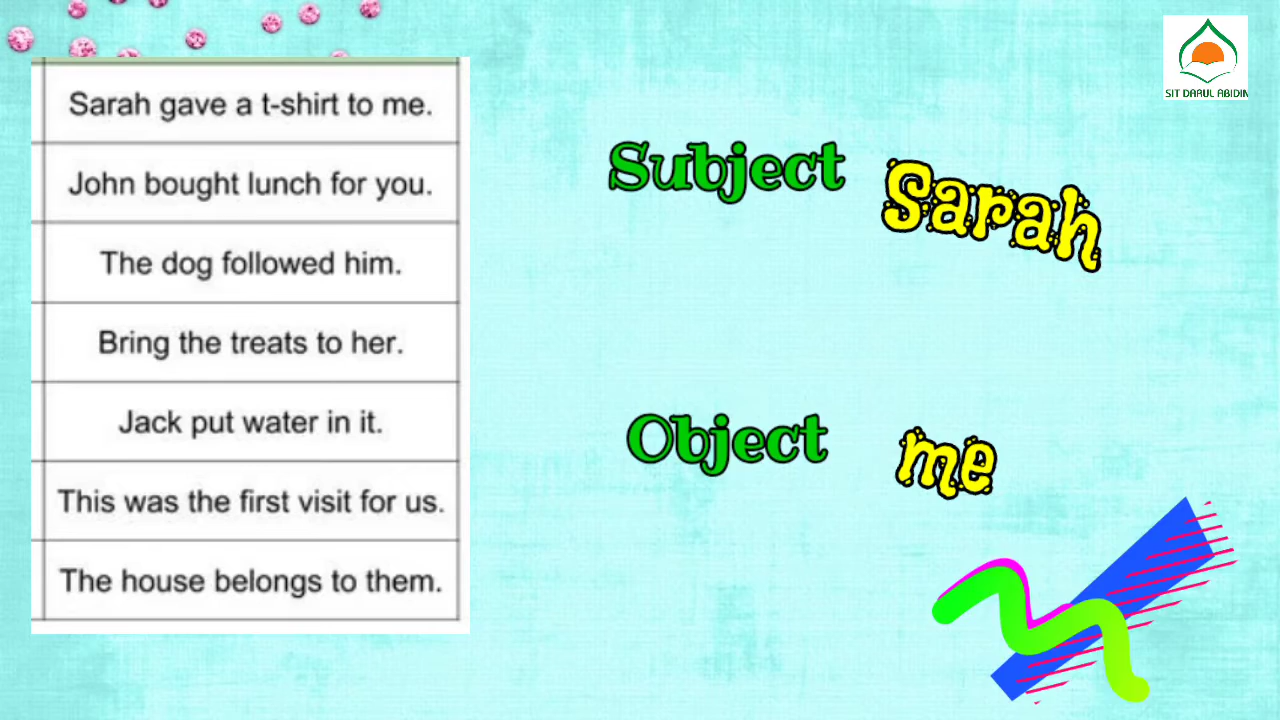 Sarah gave a t-shirt to me.
John bought lunch for you.
The dog followed him.
Bring the treats to her.
Jack put water in it.
This was the first visit for us.
The house belongs to them.
Subject Sarah
Object me
SIT DARUL ABIDIN